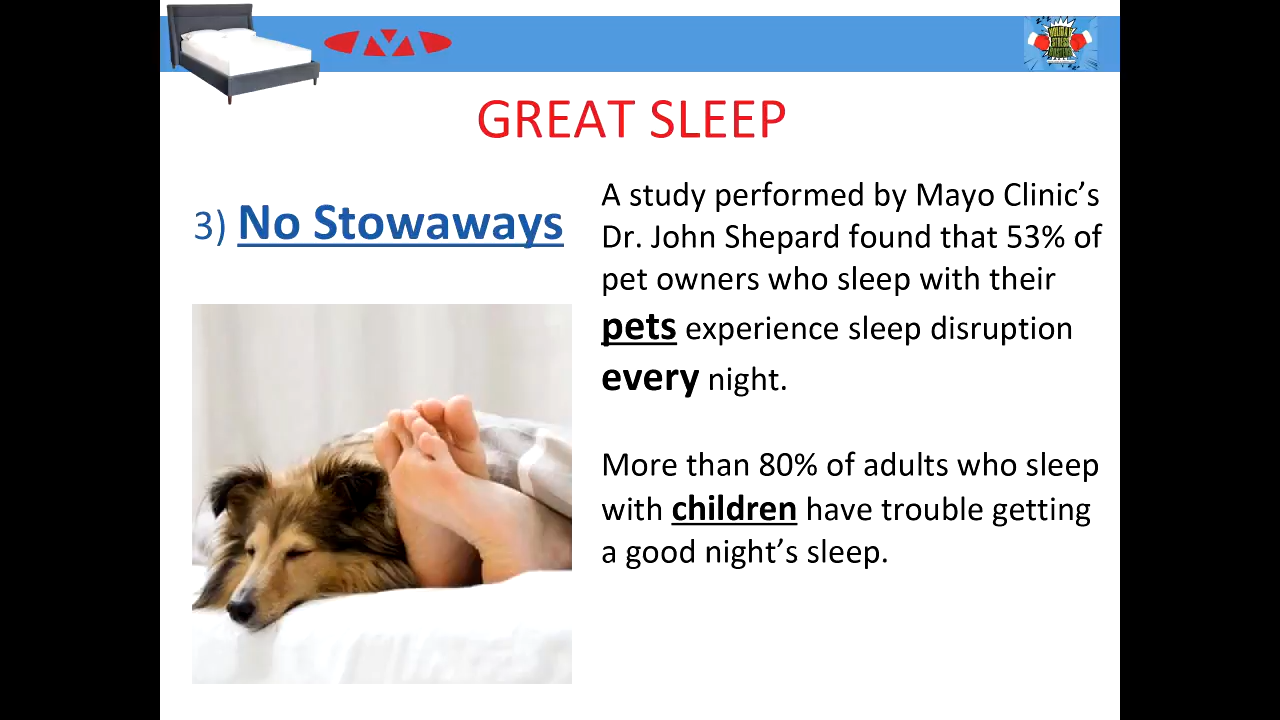 GREAT SLEEP
3) No Stowaways
A study performed by Mayo Clinic’s
Dr. John Shepard found that 53% of
pet owners who sleep with their
pets experience sleep disruption
every night.
More than 80% of adults who sleep
with children have trouble getting
a good night’s sleep.